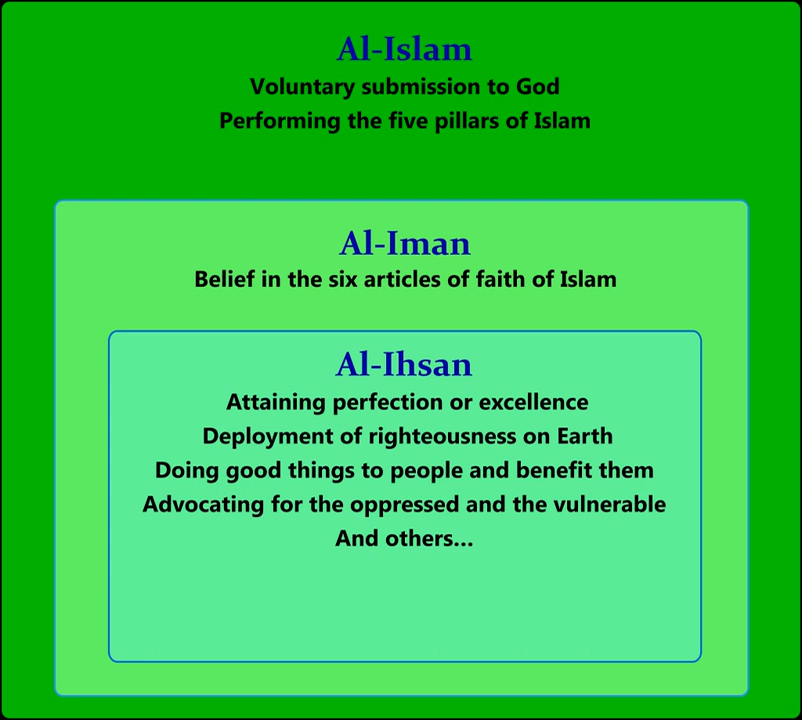 Al-Islam
Voluntary submission to God
Performing the five pillars of Islam
Al-Iman
Belief in the six articles of faith of Islam
Al-Ihsan
Attaining perfection or excellence
Deployment of righteousness on Earth
Doing good things to people and benefit them
Advocating for the oppressed and the vulnerable
And others...